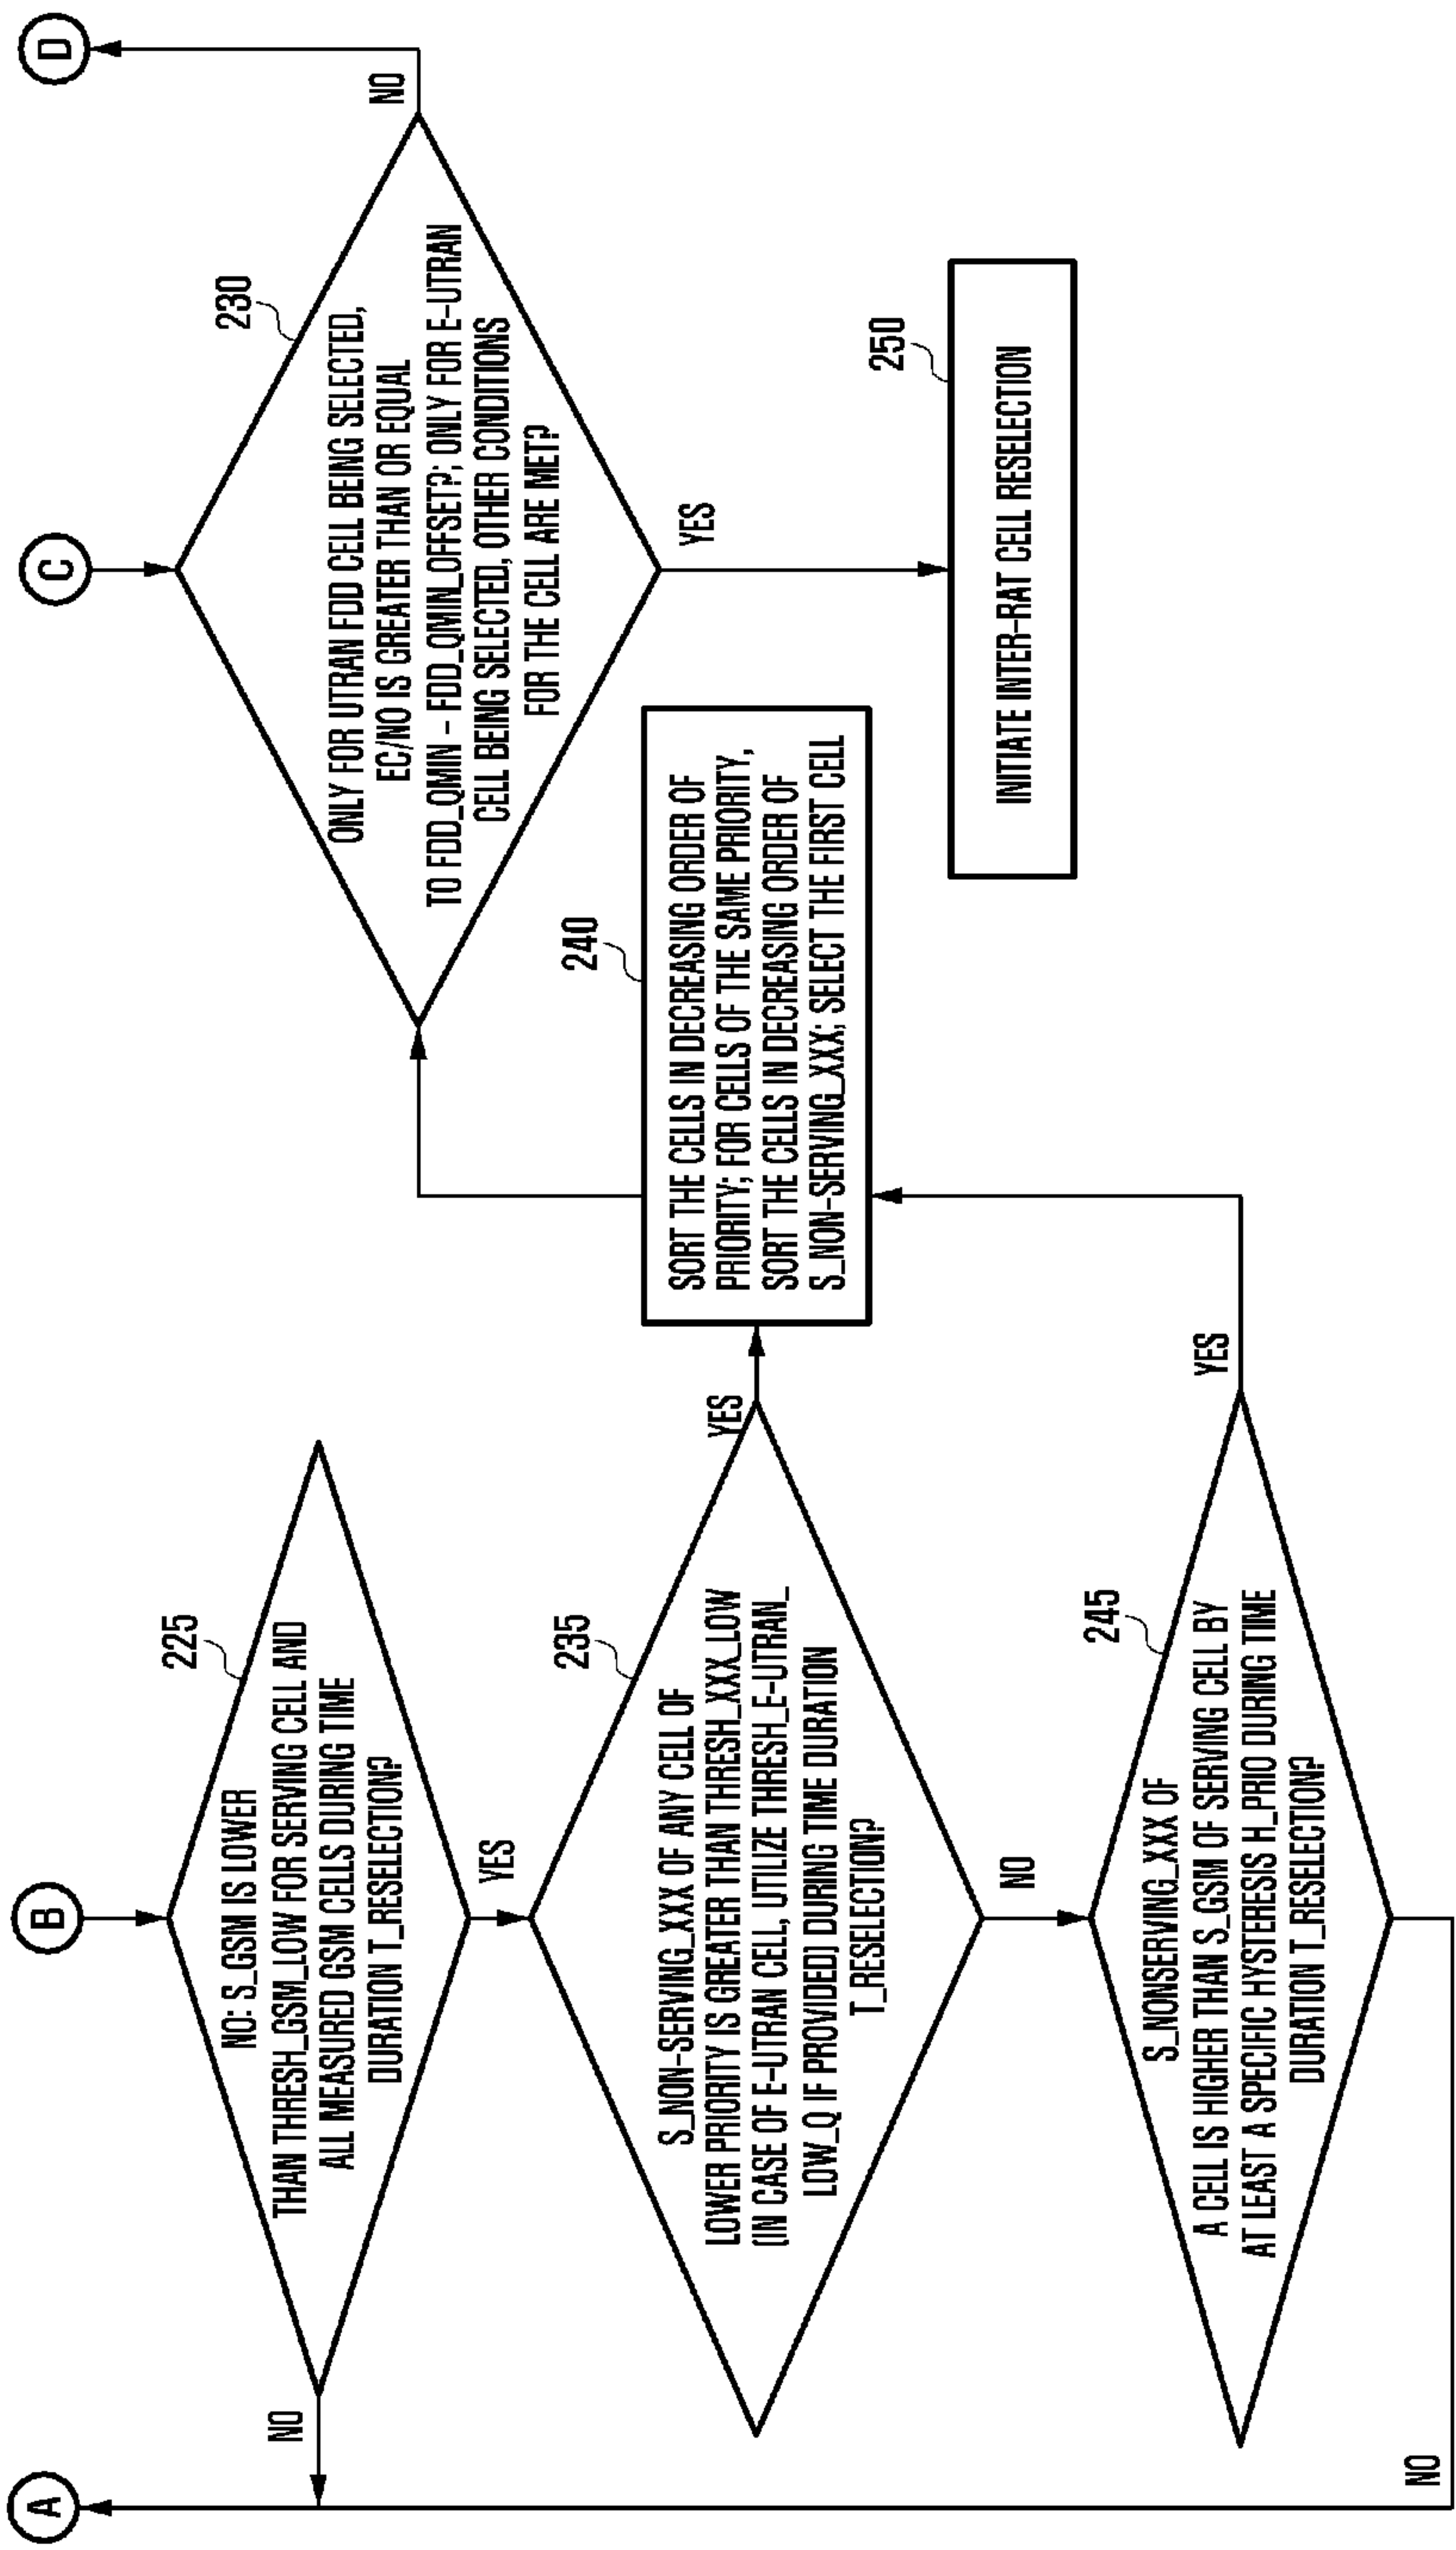 A
B
C
D
225
NO: S_GSM IS LOWER
THAN THRESH_GSM_LOW FOR SERVING CELL AND
ALL MEASURED GSM CELLS DURING TIME
DURATION T_RESELECTION?
NO
YES
235
S_NON-SERVING_XXX OF ANY CELL OF
LOWER PRIORITY IS GREATER THAN THRESH_XXX_LOW
(IN CASE OF E-UTRAN CELL, UTILIZE THRESH_E-UTRAN_
LOW_Q IF PROVIDED) DURING TIME DURATION
T_RESELECTION?
YES
NO
245
S_NONSERVING_XXX OF
A CELL IS HIGHER THAN S_GSM OF SERVING CELL BY
AT LEAST A SPECIFIC HYSTERESIS H_PRIO DURING TIME
DURATION T_RESELECTION?
YES
NO
240
SORT THE CELLS IN DECREASING ORDER OF
PRIORITY; FOR CELLS OF THE SAME PRIORITY,
SORT THE CELLS IN DECREASING ORDER OF
S_NON-SERVING_XXX; SELECT THE FIRST CELL
230
ONLY FOR UTRAN FDD CELL BEING SELECTED,
EC/NO IS GREATER THAN OR EQUAL
TO FDD_QMIN - FDD_QMIN_OFFSET?; ONLY FOR E-UTRAN
CELL BEING SELECTED, OTHER CONDITIONS
FOR THE CELL ARE MET?
NO
YES
250
INITIATE INTER-RAT CELL RESELECTION